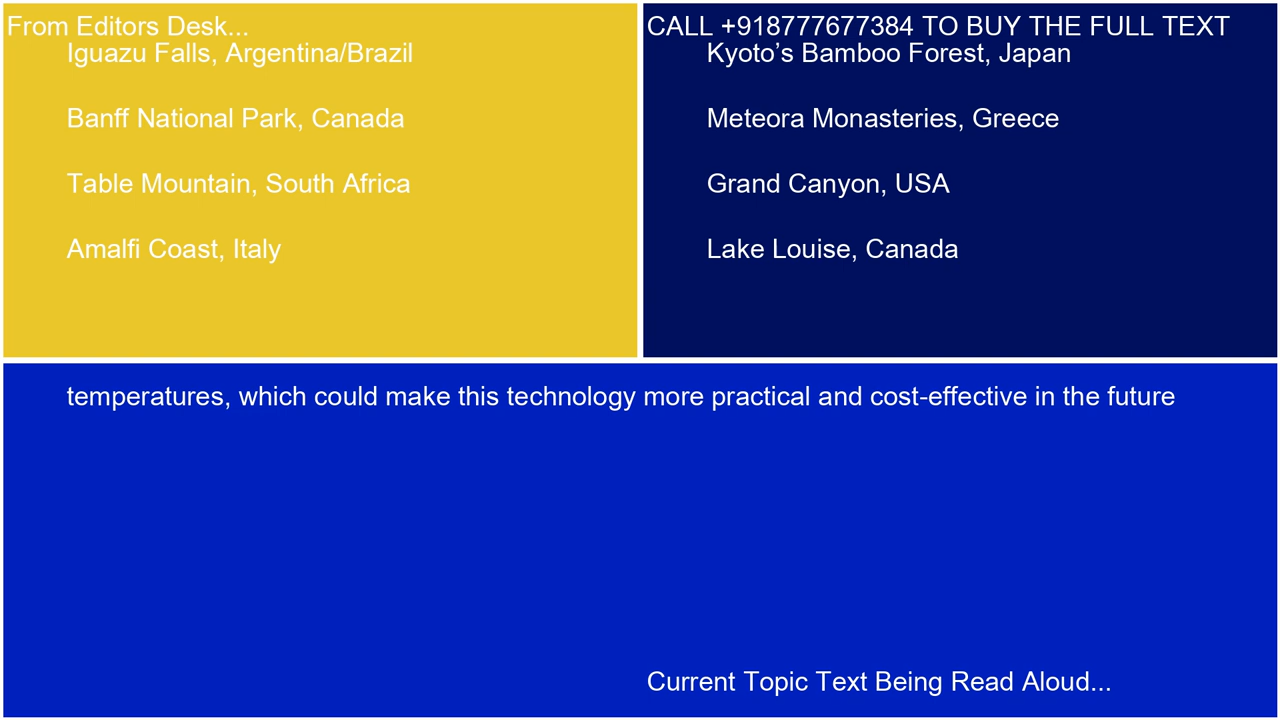 From Editors Desk...
Iguazu Falls, Argentina/Brazil
Banff National Park, Canada
Table Mountain, South Africa
Amalfi Coast, Italy
CALL +918777677384 TO BUY THE FULL TEXT
Kyoto’s Bamboo Forest, Japan
Meteora Monasteries, Greece
Grand Canyon, USA
Lake Louise, Canada
temperatures, which could make this technology more practical and cost-effective in the future
Current Topic Text Being Read Aloud...